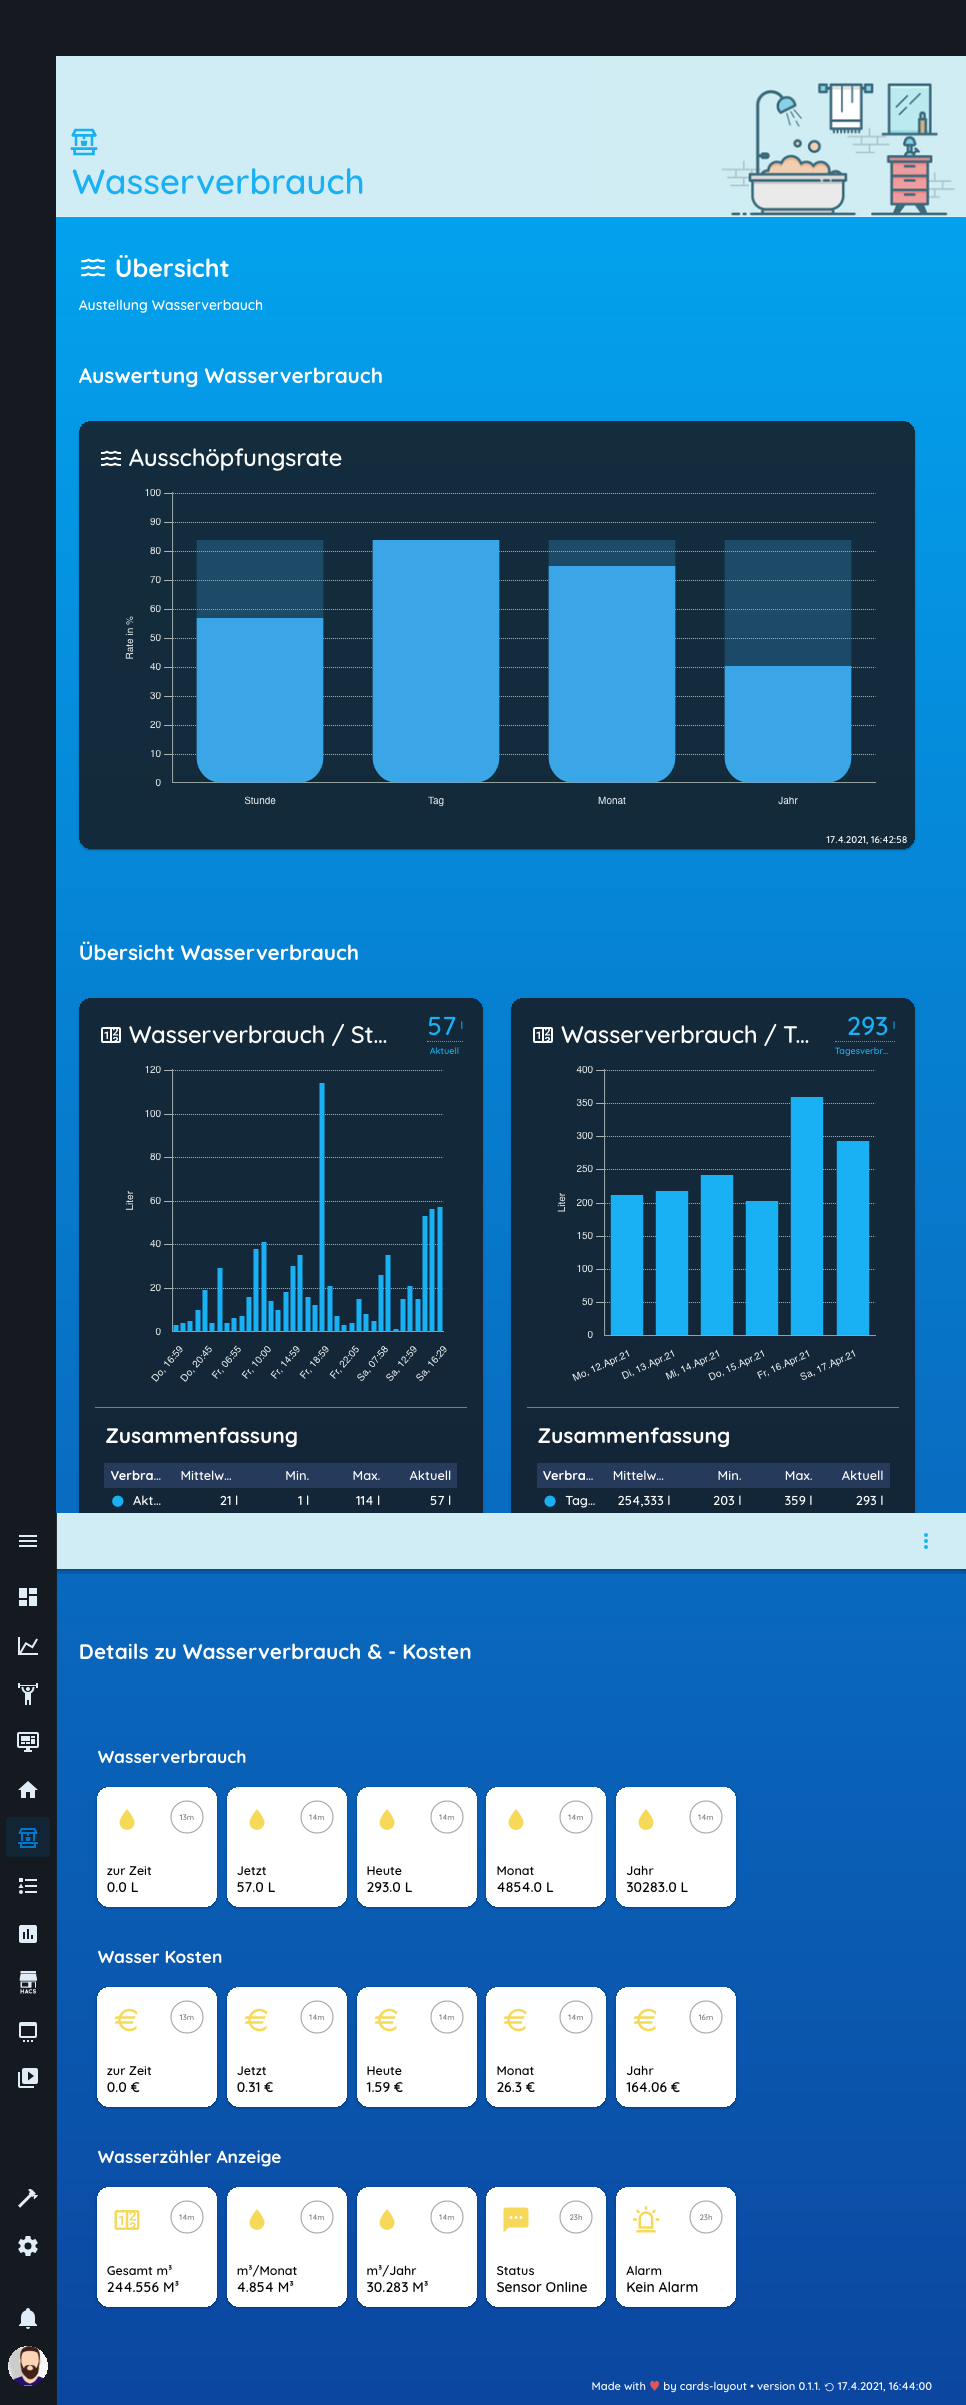 Wasserverbrauch
Übersicht
Austellung Wasserverbauch
Auswertung Wasserverbrauch
Ausschöpfungsrate
100
90
80
70
60
50
40
30
20
10
0
Rate in %
Stunde Tag Monat Jahr
17.4.2021, 16:42:58
Übersicht Wasserverbrauch
Wasserverbrauch / St...
57 l
Aktuell
120
100
80
60
40
20
0
Liter
Do, 16:59 Do, 20:45 Fr, 06:55 Fr, 10:00 Fr, 14:59 Fr, 18:59 Fr, 22:05 Sa, 07:58 Sa, 12:59 Sa, 16:29
Zusammenfassung
Verbra... Mittelw... Min. Max. Aktuell
Akt... 21 l 1 l 114 l 57 l
Wasserverbrauch / T...
293 l
Tagesverbr...
400
350
300
250
200
150
100
50
0
Liter
Mo, 12.Apr.21 Di, 13.Apr.21 Mi, 14.Apr.21 Do, 15.Apr.21 Fr, 16.Apr.21 Sa, 17.Apr.21
Zusammenfassung
Verbra... Mittelw... Min. Max. Aktuell
Tag... 254,333 l 203 l 359 l 293 l
Details zu Wasserverbrauch & - Kosten
Wasserverbrauch
13m 14m 14m 14m 14m
zur Zeit Jetzt Heute Monat Jahr
0.0 L 57.0 L 293.0 L 4854.0 L 30283.0 L
Wasser Kosten
13m 14m 14m 14m 16m
zur Zeit Jetzt Heute Monat Jahr
0.0 € 0.31 € 1.59 € 26.3 € 164.06 €
HACS
Wasserzähler Anzeige
14m 14m 14m 23h 23h
Gesamt m³ m³/Monat m³/Jahr Status Alarm
244.556 M³ 4.854 M³ 30.283 M³ Sensor Online Kein Alarm
Made with ♥ by cards-layout • version 0.1.1. 17.4.2021, 16:44:00